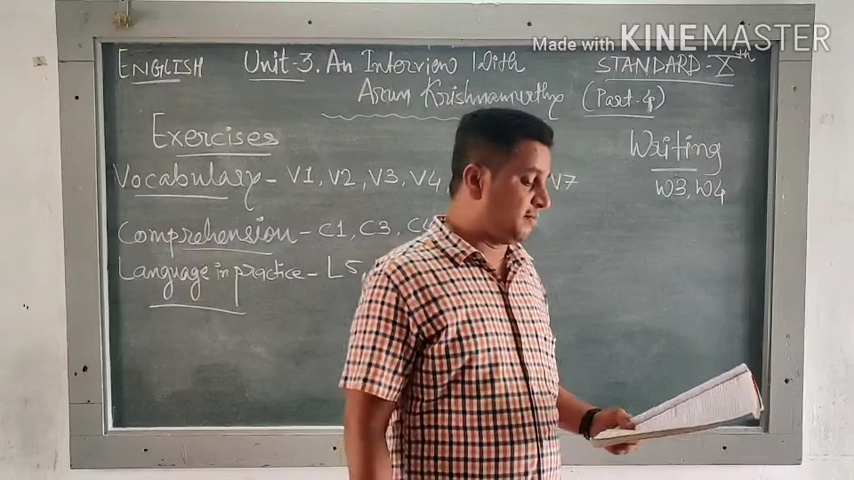 Made with KINEMASTER
ENGLISH Unit-3. An Interview With STANDARD-Xth
Arun Krishnamurthy (Part-4)
Exercises Writing
Vocabulary - V1, V2, V3, V4, V7 W3, W4
Comprehension - C1, C3,
Language in practice - L5,